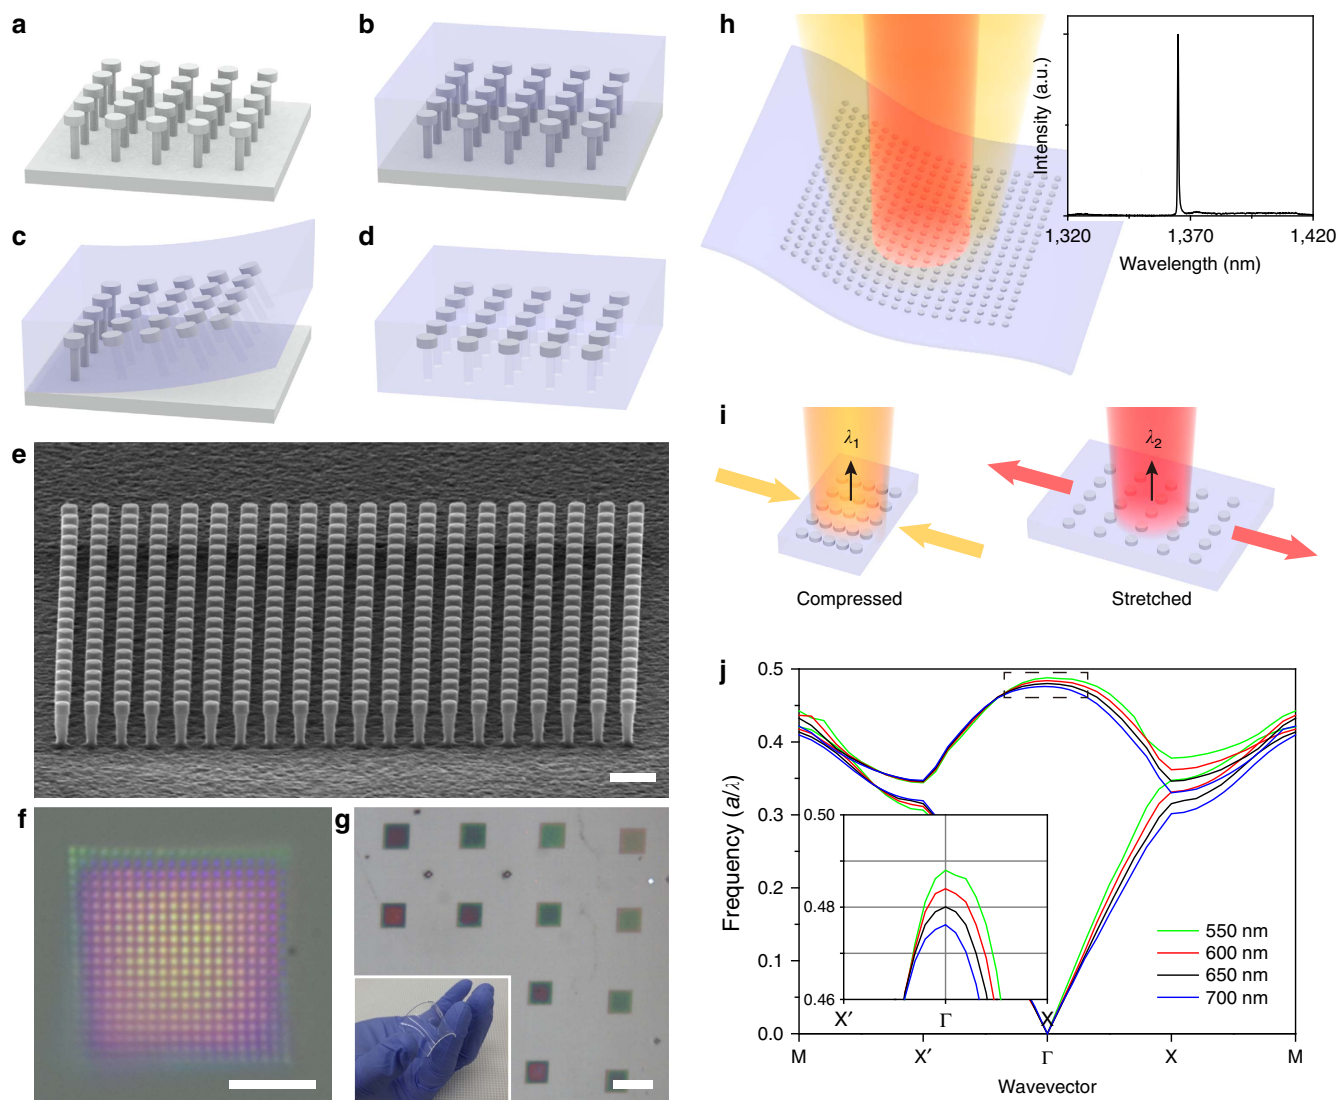 a
b
c
d
e
f
g
h
Intensity (a.u.)
1,320
1,370
1,420
Wavelength (nm)
i
λ1
λ2
Compressed
Stretched
j
0.5
0.4
0.3
0.2
0.1
0.0
Frequency (a/λ)
M
X′
Γ
X
M
Wavevector
0.50
0.48
0.46
X′
Γ
X
550 nm
600 nm
650 nm
700 nm